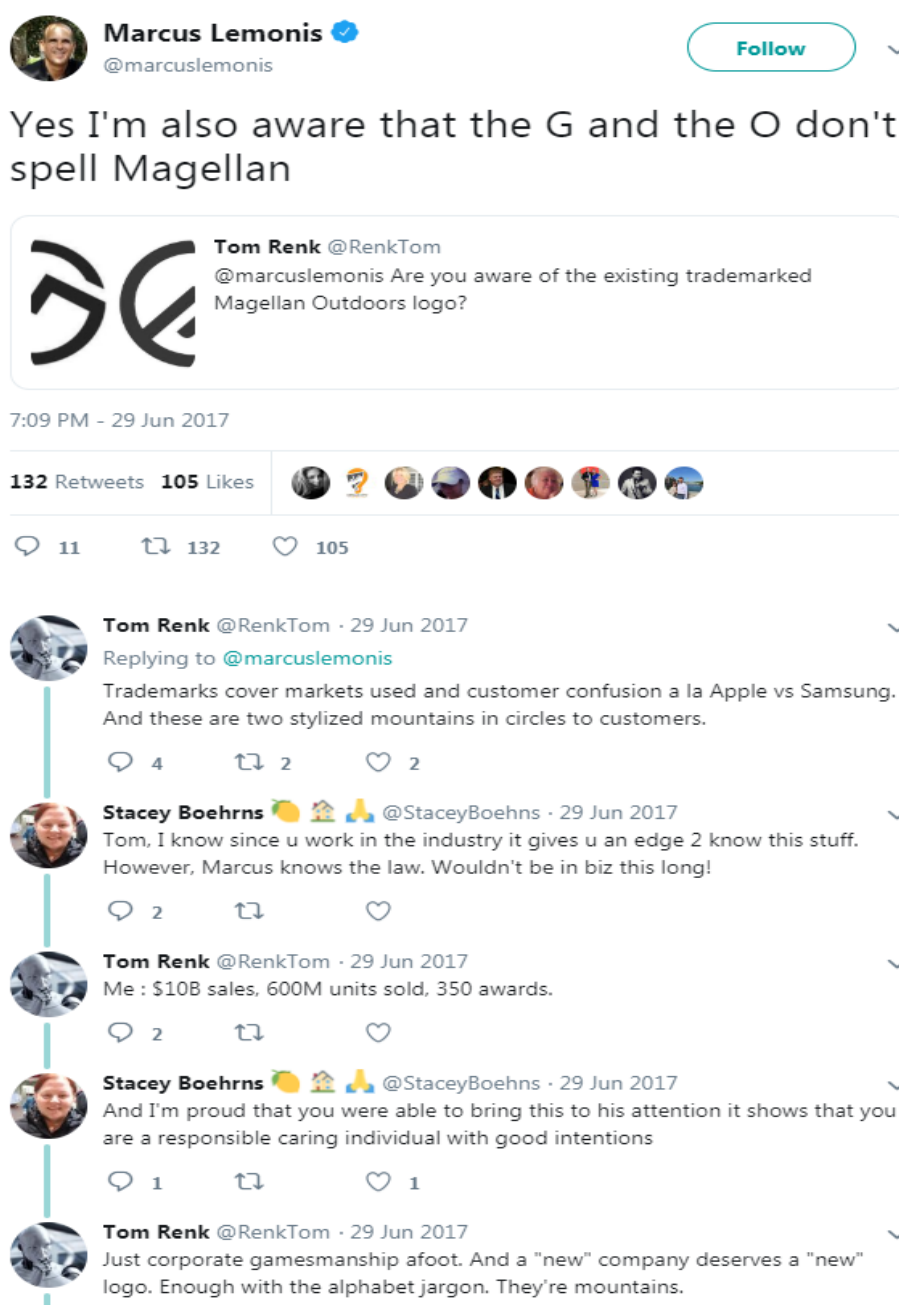 Marcus Lemonis
@marcuslemonis
Follow
Yes I'm also aware that the G and the O don't
spell Magellan
Tom Renk @RenkTom
@marcuslemonis Are you aware of the existing trademarked
Magellan Outdoors logo?
7:09 PM - 29 Jun 2017
132 Retweets 105 Likes
11 132 105
Tom Renk @RenkTom · 29 Jun 2017
Replying to @marcuslemonis
Trademarks cover markets used and customer confusion a la Apple vs Samsung.
And these are two stylized mountains in circles to customers.
4 2 2
Stacey Boehrns 🍋 🏡 🙏 @StaceyBoehns · 29 Jun 2017
Tom, I know since u work in the industry it gives u an edge 2 know this stuff.
However, Marcus knows the law. Wouldn't be in biz this long!
2
Tom Renk @RenkTom · 29 Jun 2017
Me : $10B sales, 600M units sold, 350 awards.
2
Stacey Boehrns 🍋 🏡 🙏 @StaceyBoehns · 29 Jun 2017
And I'm proud that you were able to bring this to his attention it shows that you
are a responsible caring individual with good intentions
1 1
Tom Renk @RenkTom · 29 Jun 2017
Just corporate gamesmanship afoot. And a "new" company deserves a "new"
logo. Enough with the alphabet jargon. They're mountains.